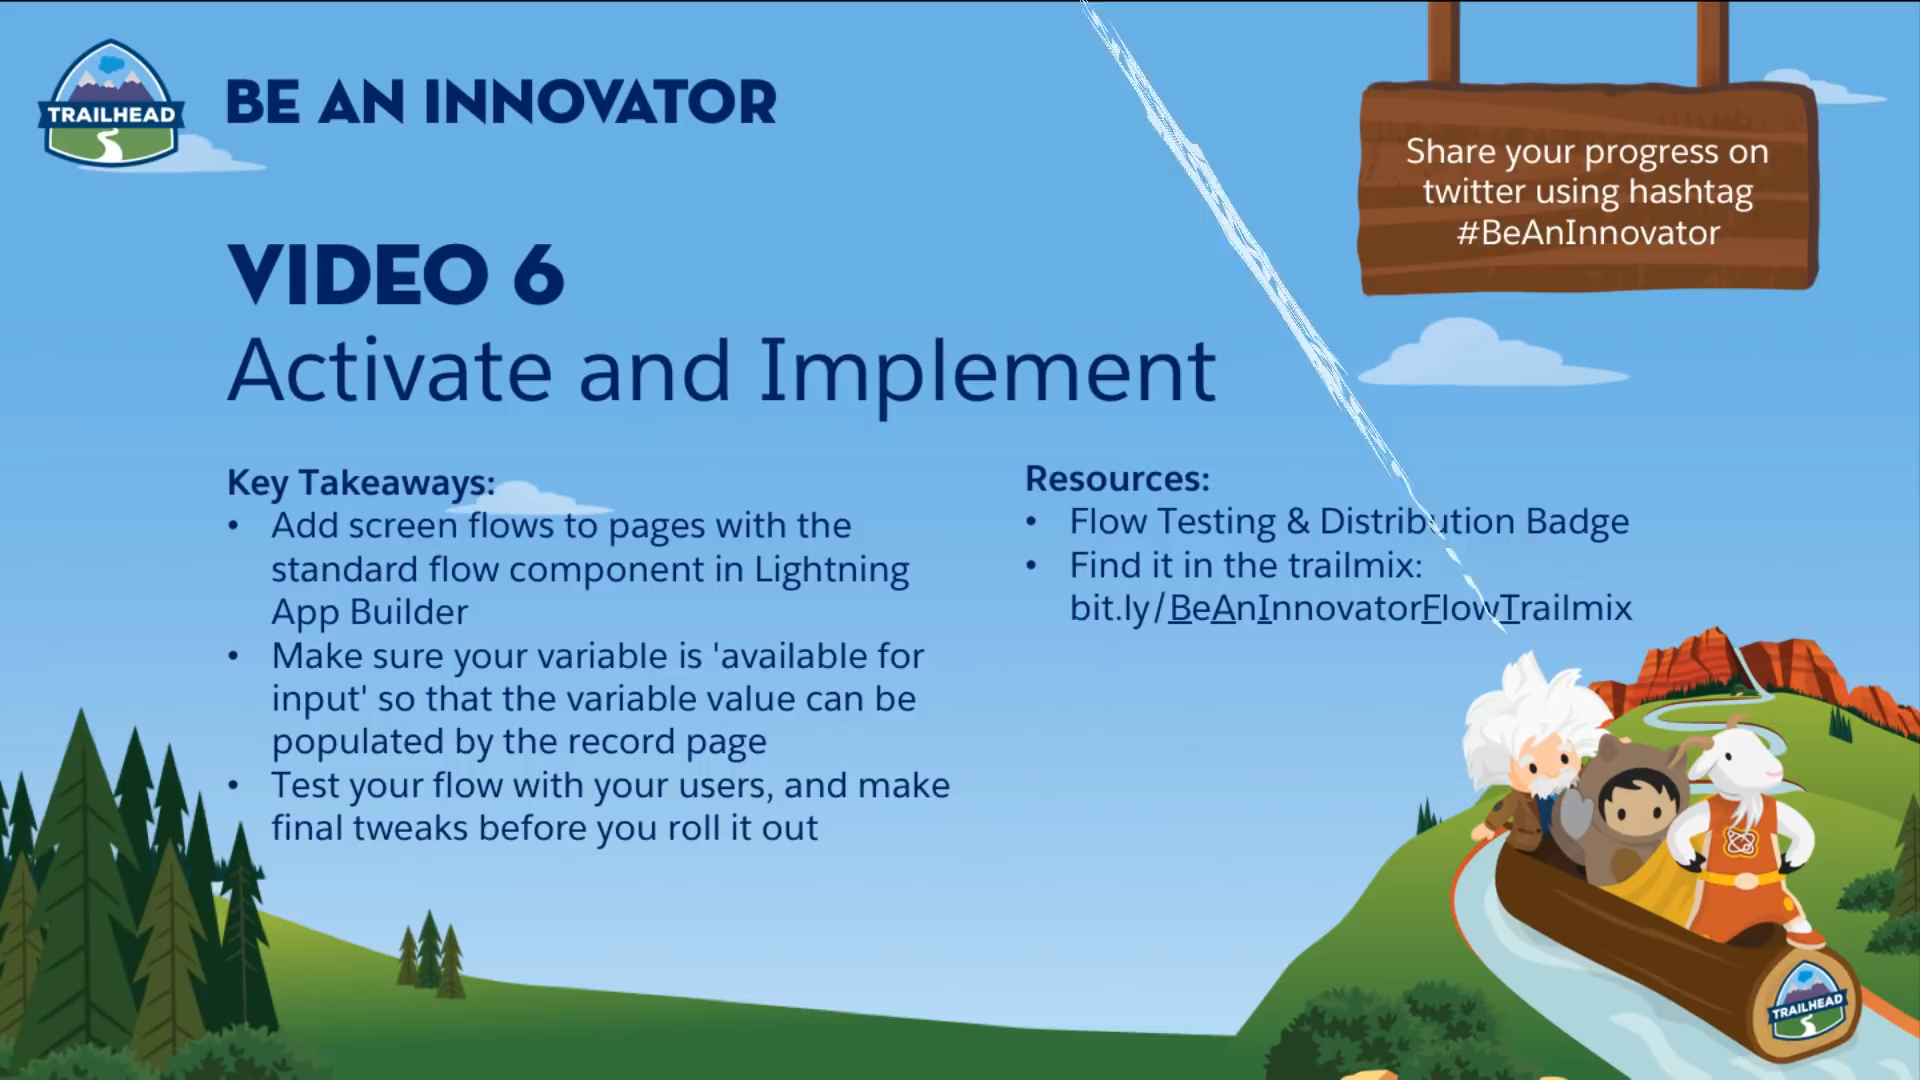 TRAILHEAD
BE AN INNOVATOR
Share your progress on
twitter using hashtag
#BeAnInnovator
VIDEO 6
Activate and Implement
Key Takeaways:
• Add screen flows to pages with the
standard flow component in Lightning
App Builder
• Make sure your variable is 'available for
input' so that the variable value can be
populated by the record page
• Test your flow with your users, and make
final tweaks before you roll it out
Resources:
• Flow Testing & Distribution Badge
• Find it in the trailmix:
bit.ly/BeAnInnovatorFlowTrailmix
TRAILHEAD